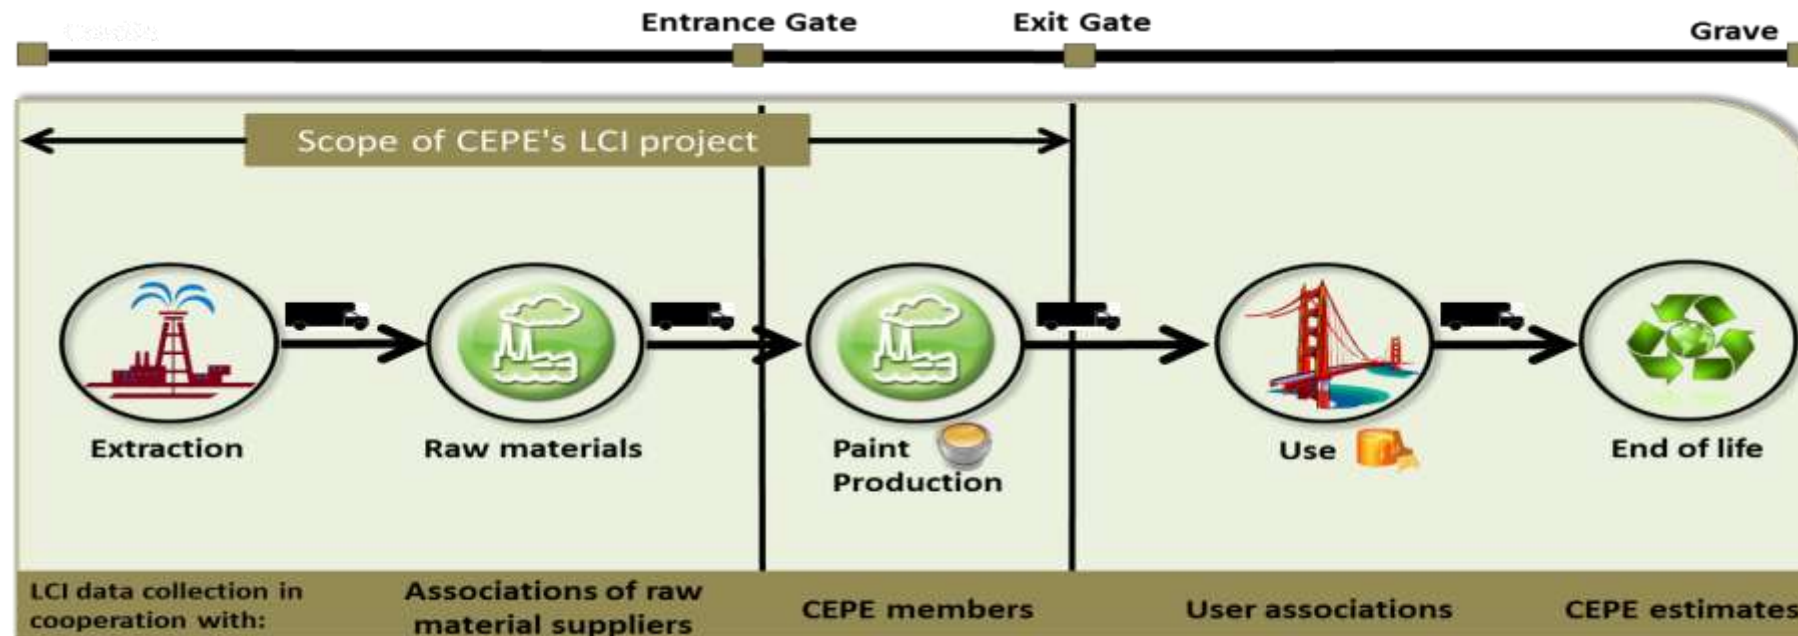 Entrance Gate
Exit Gate
Grave
Scope of CEPE's LCI project
Extraction
Raw materials
Paint
Production
Use
End of life
LCI data collection in
cooperation with:
Associations of raw
material suppliers
CEPE members
User associations
CEPE estimates